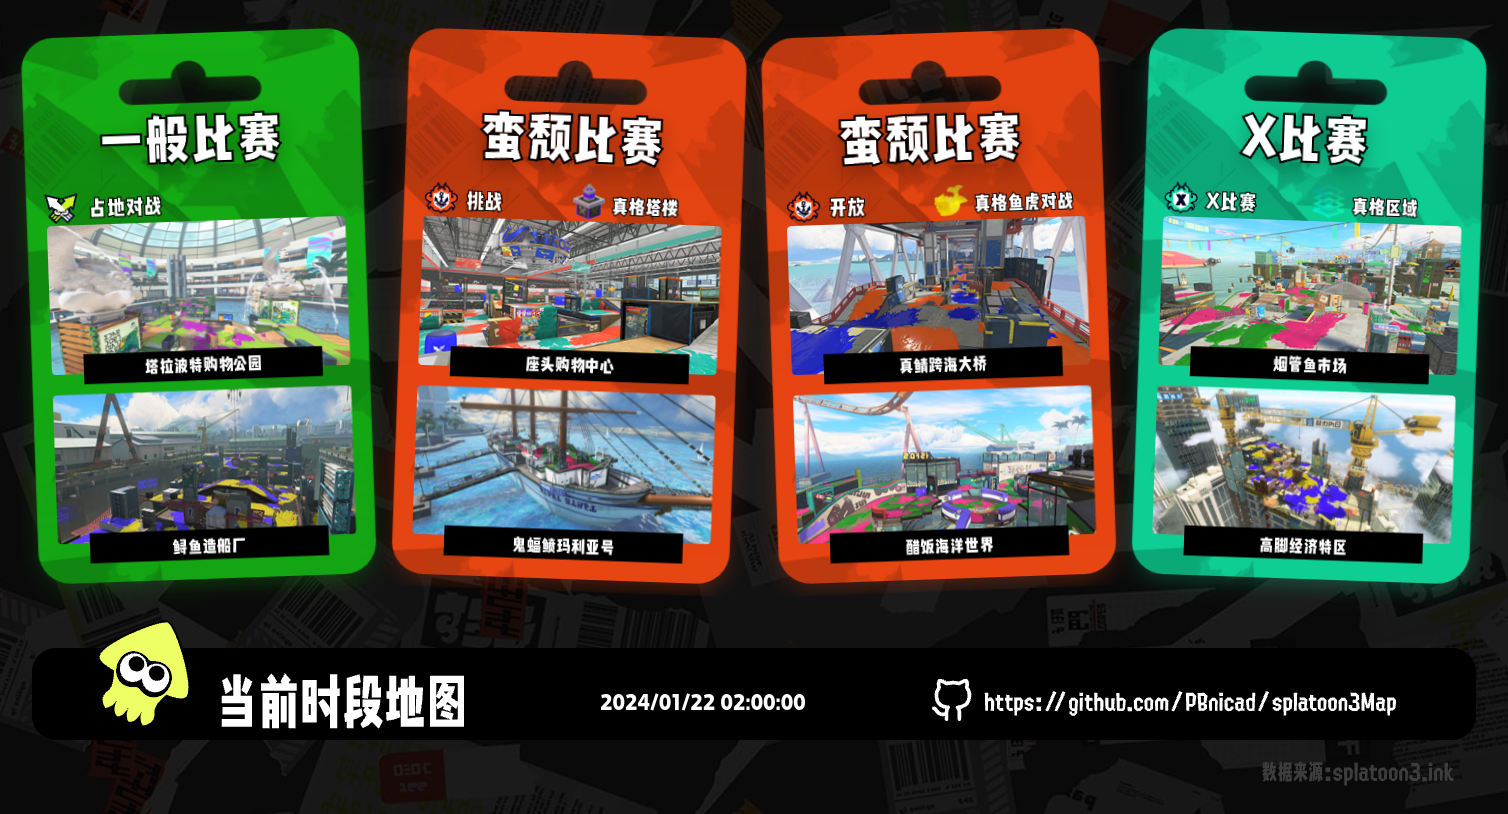 一般比赛
占地对战
塔拉波特购物公园
鲟鱼造船厂
蛮颓比赛
挑战
真格塔楼
座头购物中心
鬼蝠鲼玛利亚号
蛮颓比赛
开放
真格鱼虎对战
真鲭跨海大桥
醋饭海洋世界
X比赛
X比赛
真格区域
烟管鱼市场
高脚经济特区
当前时段地图
2024/01/22 02:00:00
https://github.com/PBnicad/splatoon3Map
数据来源:splatoon3.ink